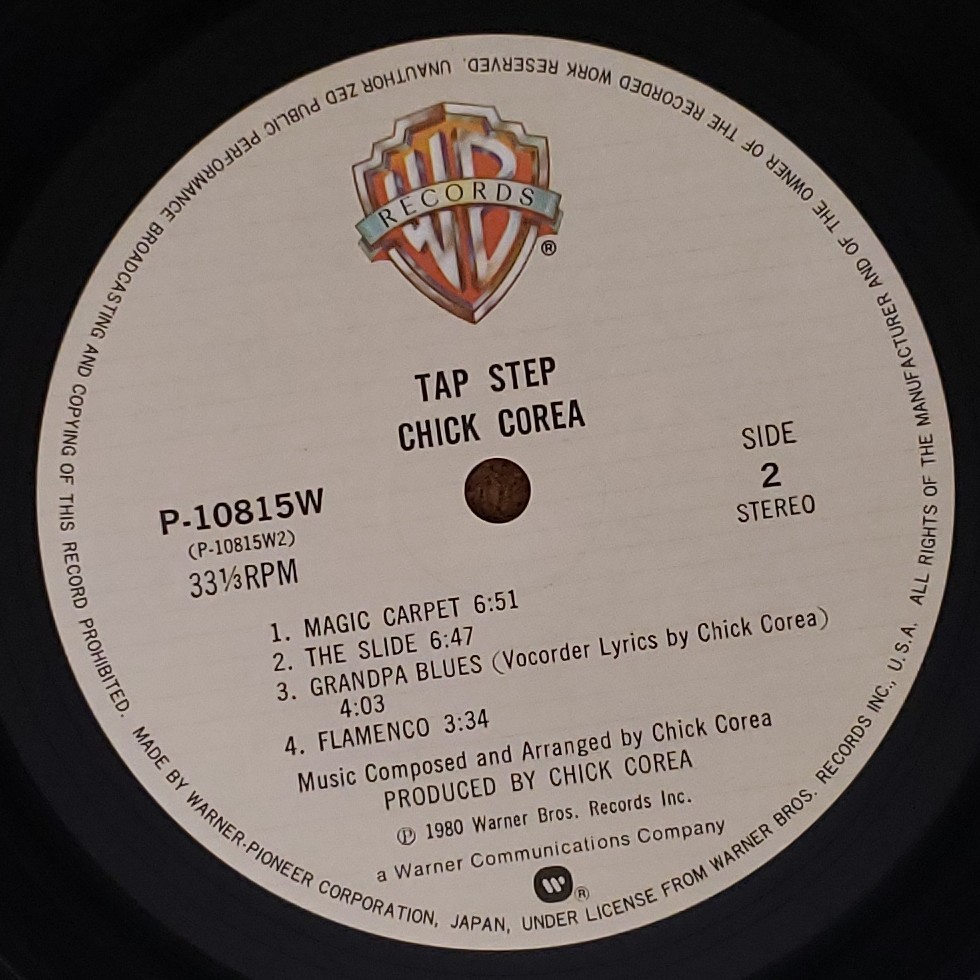 WB
RECORDS
®
TAP STEP
CHICK COREA
P-10815W
(P-10815W2)
33⅓RPM
SIDE
2
STEREO
1. MAGIC CARPET 6:51
2. THE SLIDE 6:47
3. GRANDPA BLUES (Vocorder Lyrics by Chick Corea)
4:03
4. FLAMENCO 3:34
Music Composed and Arranged by Chick Corea
PRODUCED BY CHICK COREA
℗ 1980 Warner Bros. Records Inc.
a Warner Communications Company
®
MADE BY WARNER-PIONEER CORPORATION, JAPAN, UNDER LICENSE FROM WARNER BROS. RECORDS INC., U.S.A. ALL RIGHTS OF THE MANUFACTURER AND OF THE OWNER OF THE RECORDED WORK RESERVED. UNAUTHOR ZED PUBLIC PERFORMANCE BROADCASTING AND COPYING OF THIS RECORD PROHIBITED.